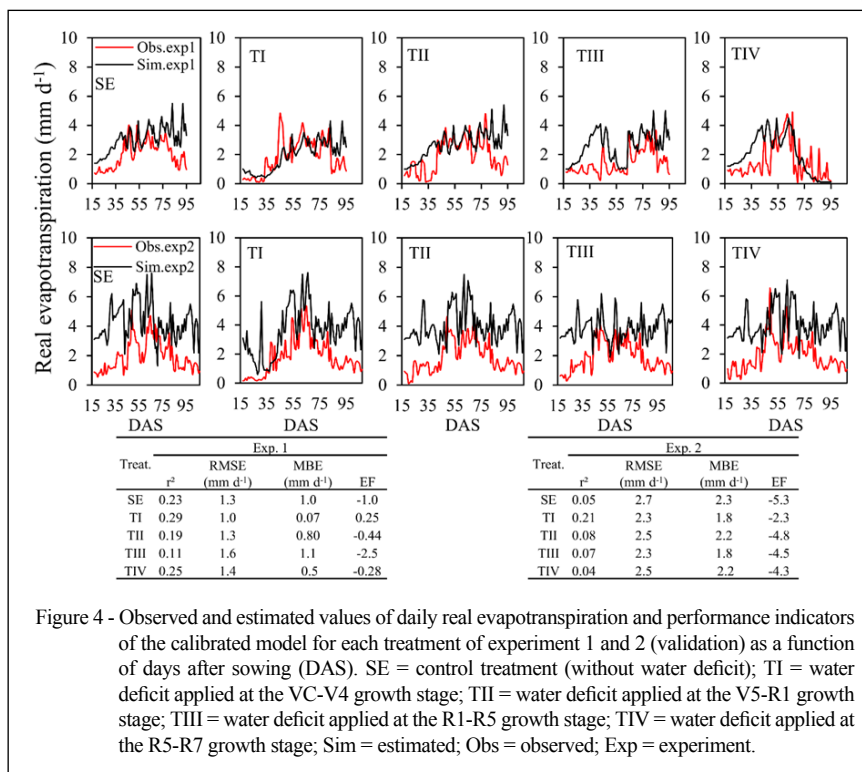 Real evapotranspiration (mm d⁻¹)
10
8
6
4
2
0
Obs.exp1
Sim.exp1
SE
15 35 55 75 95
10
8
6
4
2
0
TI
15 35 55 75 95
10
8
6
4
2
0
TII
15 35 55 75 95
10
8
6
4
2
0
TIII
15 35 55 75 95
10
8
6
4
2
0
TIV
15 35 55 75 95
10
8
6
4
2
0
Obs.exp2
Sim.exp2
SE
15 35 55 75 95
DAS
10
8
6
4
2
0
TI
15 35 55 75 95
DAS
10
8
6
4
2
0
TII
15 35 55 75 95
DAS
10
8
6
4
2
0
TIII
15 35 55 75 95
DAS
10
8
6
4
2
0
TIV
15 35 55 75 95
DAS
Exp. 1
Treat. r² RMSE (mm d⁻¹) MBE (mm d⁻¹) EF
SE 0.23 1.3 1.0 -1.0
TI 0.29 1.0 0.07 0.25
TII 0.19 1.3 0.80 -0.44
TIII 0.11 1.6 1.1 -2.5
TIV 0.25 1.4 0.5 -0.28
Exp. 2
Treat. r² RMSE (mm d⁻¹) MBE (mm d⁻¹) EF
SE 0.05 2.7 2.3 -5.3
TI 0.21 2.3 1.8 -2.3
TII 0.08 2.5 2.2 -4.8
TIII 0.07 2.3 1.8 -4.5
TIV 0.04 2.5 2.2 -4.3
Figure 4 - Observed and estimated values of daily real evapotranspiration and performance indicators
of the calibrated model for each treatment of experiment 1 and 2 (validation) as a function
of days after sowing (DAS). SE = control treatment (without water deficit); TI = water
deficit applied at the VC-V4 growth stage; TII = water deficit applied at the V5-R1 growth
stage; TIII = water deficit applied at the R1-R5 growth stage; TIV = water deficit applied at
the R5-R7 growth stage; Sim = estimated; Obs = observed; Exp = experiment.